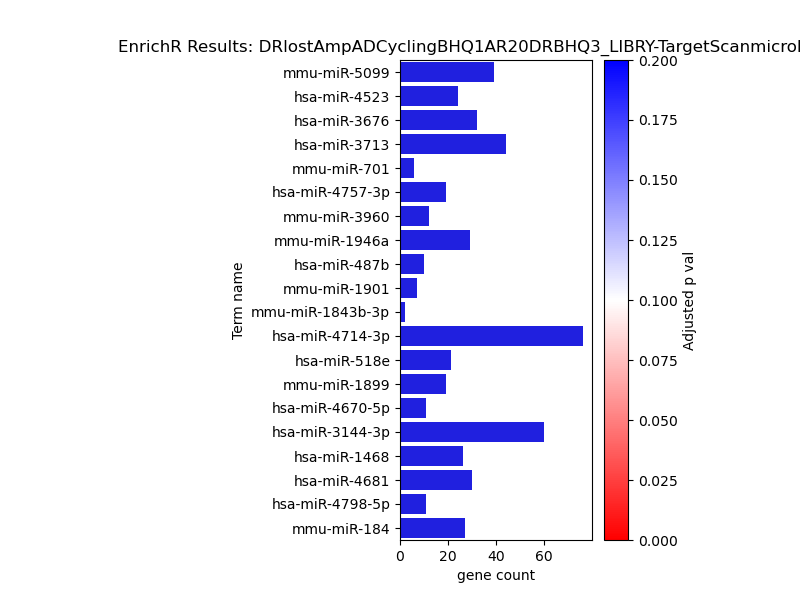 EnrichR Results: DRlostAmpADCyclingBHQ1AR20DRBHQ3_LIBRY-TargetScanmicroR
mmu-miR-5099
hsa-miR-4523
hsa-miR-3676
hsa-miR-3713
mmu-miR-701
hsa-miR-4757-3p
mmu-miR-3960
mmu-miR-1946a
hsa-miR-487b
mmu-miR-1901
mmu-miR-1843b-3p
hsa-miR-4714-3p
hsa-miR-518e
mmu-miR-1899
hsa-miR-4670-5p
hsa-miR-3144-3p
hsa-miR-1468
hsa-miR-4681
hsa-miR-4798-5p
mmu-miR-184
Term name
0 20 40 60
gene count
0.200
0.175
0.150
0.125
0.100
0.075
0.050
0.025
0.000
Adjusted p val